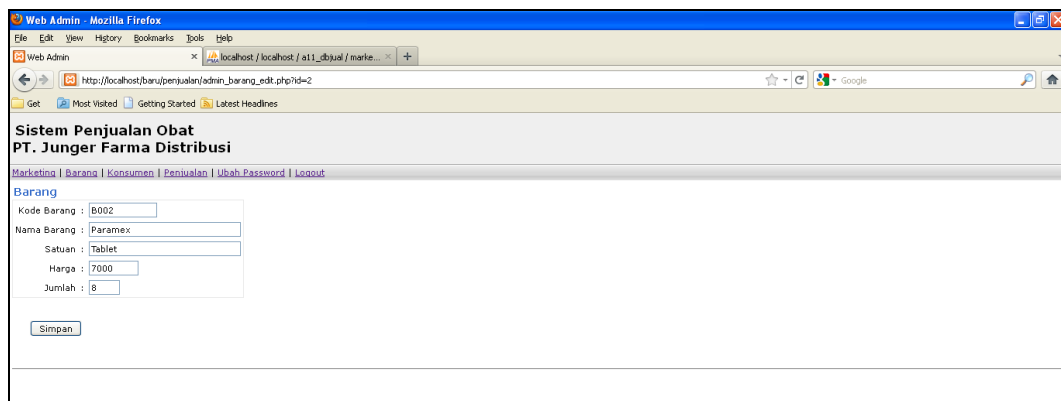 Web Admin - Mozilla Firefox
File Edit View History Bookmarks Tools Help
Web Admin × localhost / localhost / a11_dbjual / marke... × +
http://localhost/baru/penjualan/admin_barang_edit.php?id=2 Google
Get Most Visited Getting Started Latest Headlines
Sistem Penjualan Obat
PT. Junger Farma Distribusi
Marketing | Barang | Konsumen | Penjualan | Ubah Password | Logout
Barang
Kode Barang : B002
Nama Barang : Paramex
Satuan : Tablet
Harga : 7000
Jumlah : 8
Simpan